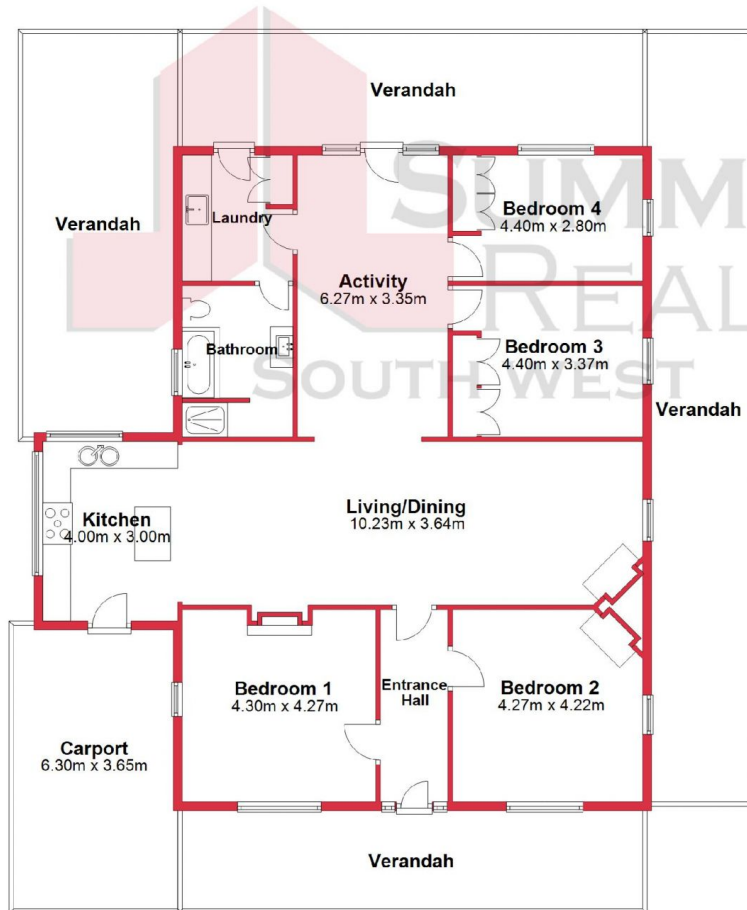 Verandah
SUMM
REAL
SOUTH WEST
Verandah
Laundry
Bedroom 4
4.40m x 2.80m
Activity
6.27m x 3.35m
Bathroom
Bedroom 3
4.40m x 3.37m
Verandah
Kitchen
4.00m x 3.00m
Living/Dining
10.23m x 3.64m
Bedroom 1
4.30m x 4.27m
Entrance
Hall
Bedroom 2
4.27m x 4.22m
Carport
6.30m x 3.65m
Verandah